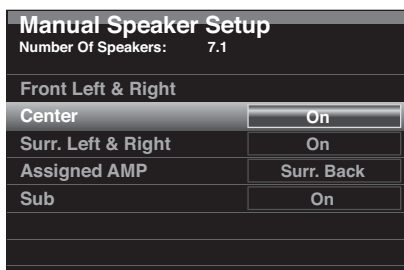 Manual Speaker Setup
Number Of Speakers: 7.1
Front Left & Right
Center On
Surr. Left & Right On
Assigned AMP Surr. Back
Sub On